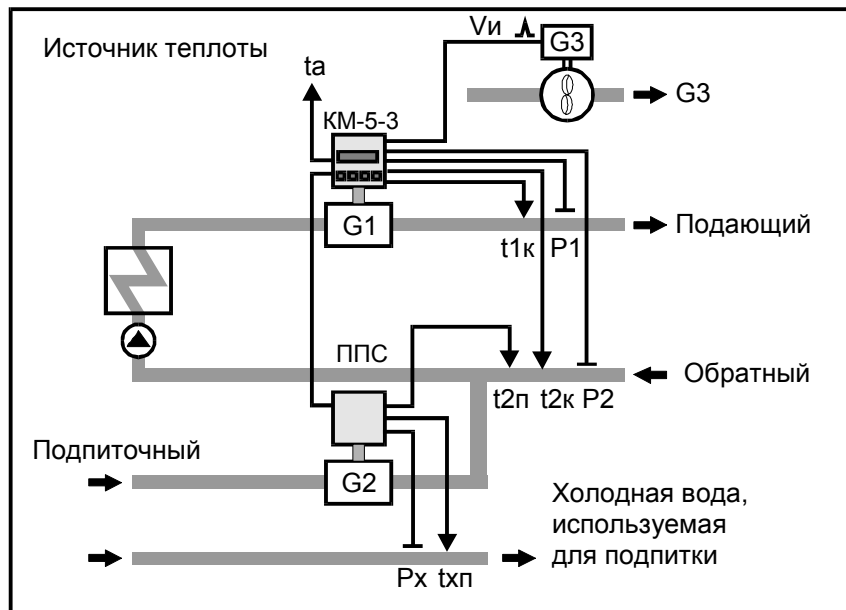 Источник теплоты
Vи
G3
G3
ta
КМ-5-3
G1
Подающий
t1к P1
ППС
Обратный
t2п t2к P2
Подпиточный
G2
Холодная вода,
используемая
для подпитки
Px txп